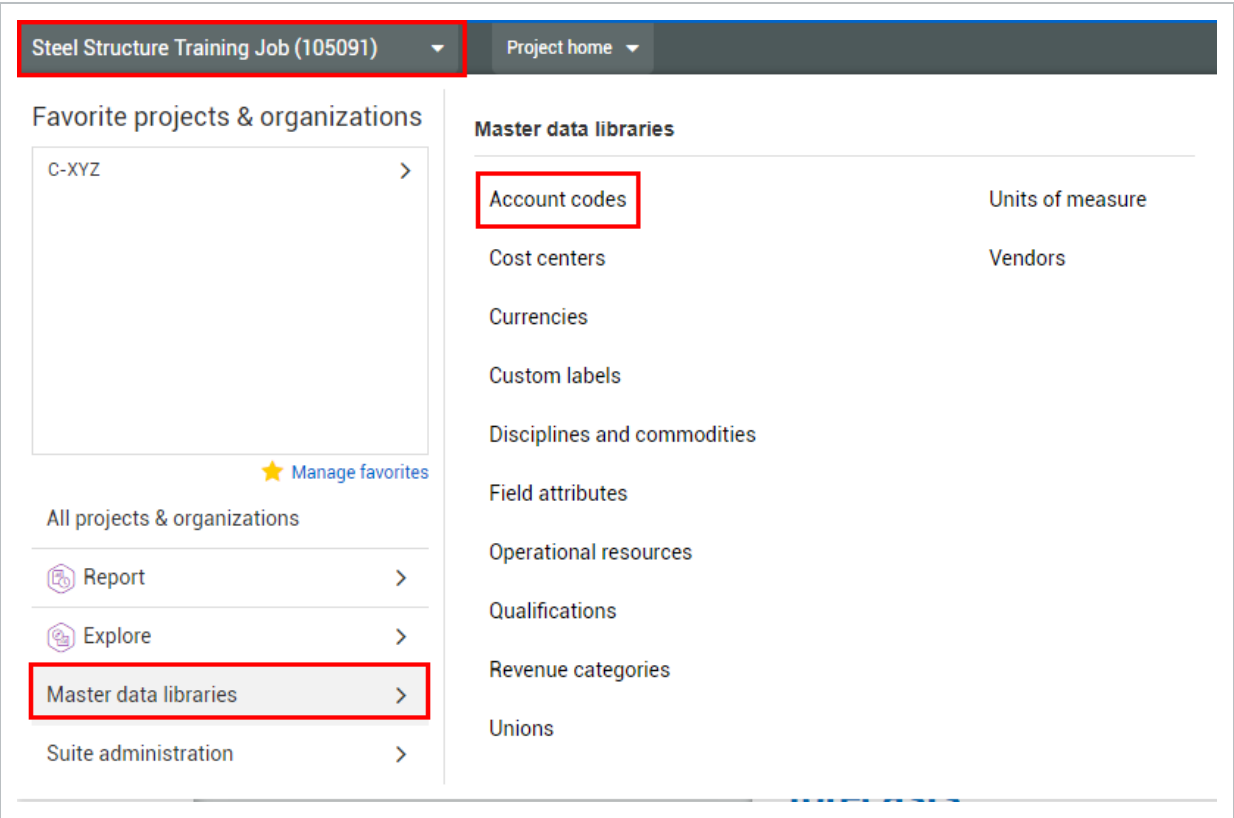 Steel Structure Training Job (105091)
Project home
Favorite projects & organizations
C-XYZ
Manage favorites
All projects & organizations
Report
Explore
Master data libraries
Suite administration
Master data libraries
Account codes
Cost centers
Currencies
Custom labels
Disciplines and commodities
Field attributes
Operational resources
Qualifications
Revenue categories
Unions
Units of measure
Vendors